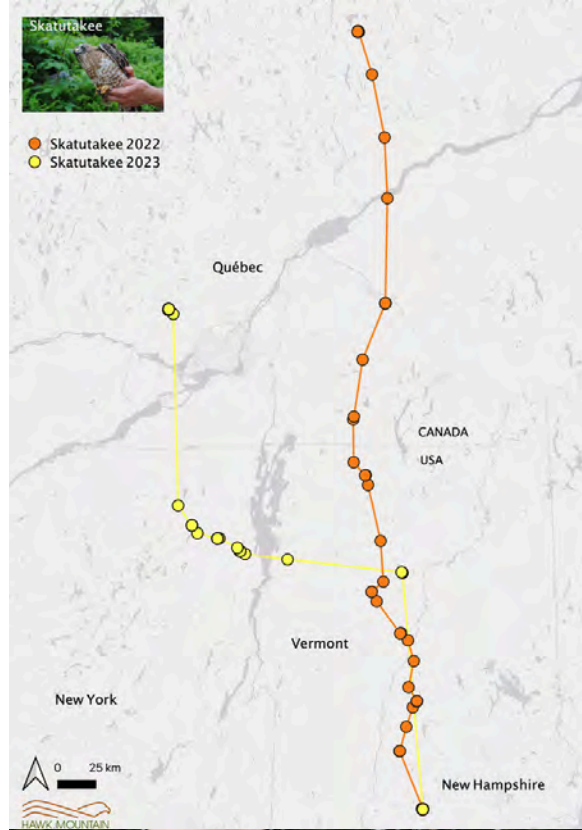 Skatutakee
Skatutakee 2022
Skatutakee 2023
Québec
CANADA
USA
Vermont
New York
0 25 km
New Hampshire
HAWK MOUNTAIN